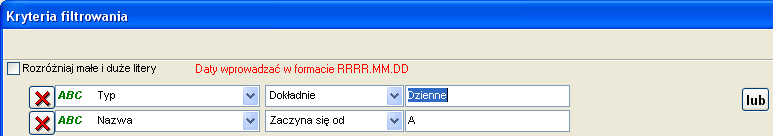 Kryteria filtrowania
Rozróżniaj małe i duże litery Daty wprowadzać w formacie RRRR.MM.DD
ABC Typ Dokładnie Dzienne
lub
ABC Nazwa Zaczyna się od A